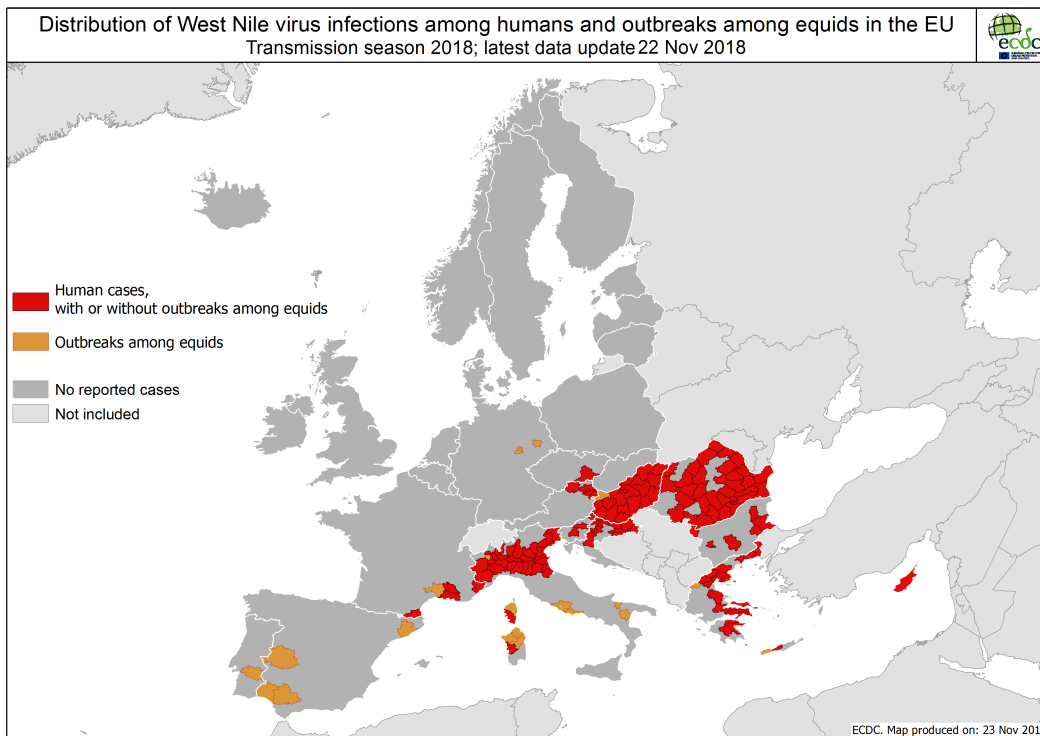 Distribution of West Nile virus infections among humans and outbreaks among equids in the EU
Transmission season 2018; latest data update 22 Nov 2018
ecdc
Human cases,
with or without outbreaks among equids
Outbreaks among equids
No reported cases
Not included
ECDC. Map produced on: 23 Nov 201